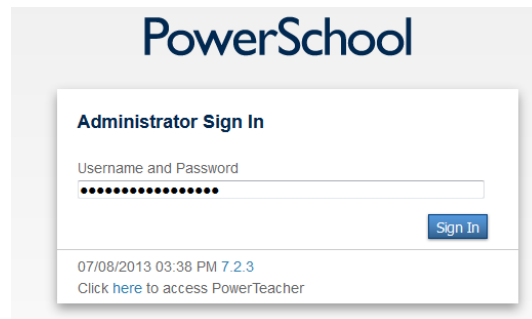 PowerSchool
Administrator Sign In
Username and Password
•••••••••••••••••
Sign In
07/08/2013 03:38 PM 7.2.3
Click here to access PowerTeacher